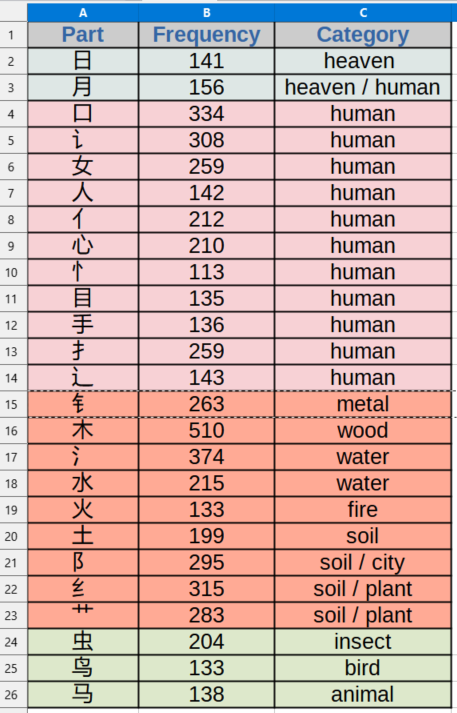 A B C
1 Part Frequency Category
2 日 141 heaven
3 月 156 heaven / human
4 口 334 human
5 讠 308 human
6 女 259 human
7 人 142 human
8 亻 212 human
9 心 210 human
10 忄 113 human
11 目 135 human
12 手 136 human
13 扌 259 human
14 辶 143 human
15 钅 263 metal
16 木 510 wood
17 氵 374 water
18 水 215 water
19 火 133 fire
20 土 199 soil
21 阝 295 soil / city
22 纟 315 soil / plant
23 艹 283 soil / plant
24 虫 204 insect
25 鸟 133 bird
26 马 138 animal